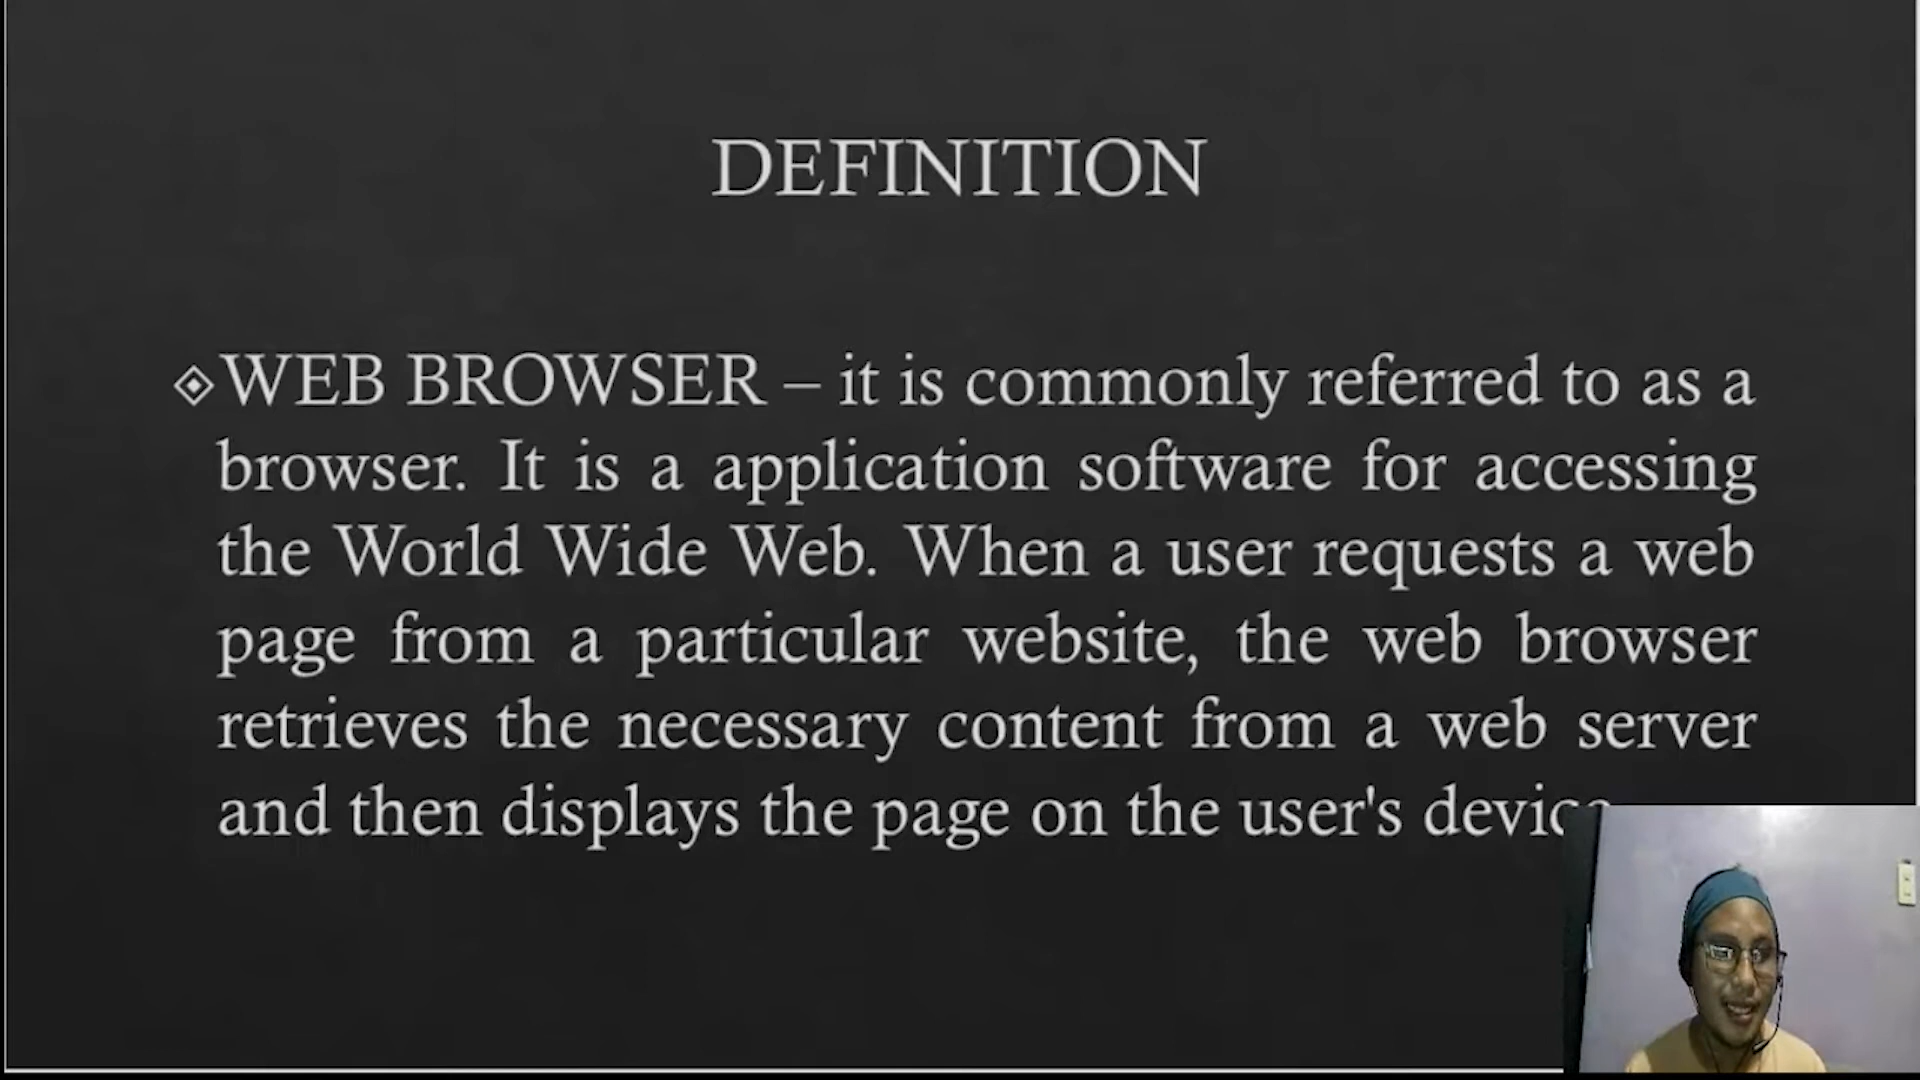 DEFINITION
WEB BROWSER – it is commonly referred to as a
browser. It is a application software for accessing
the World Wide Web. When a user requests a web
page from a particular website, the web browser
retrieves the necessary content from a web server
and then displays the page on the user's